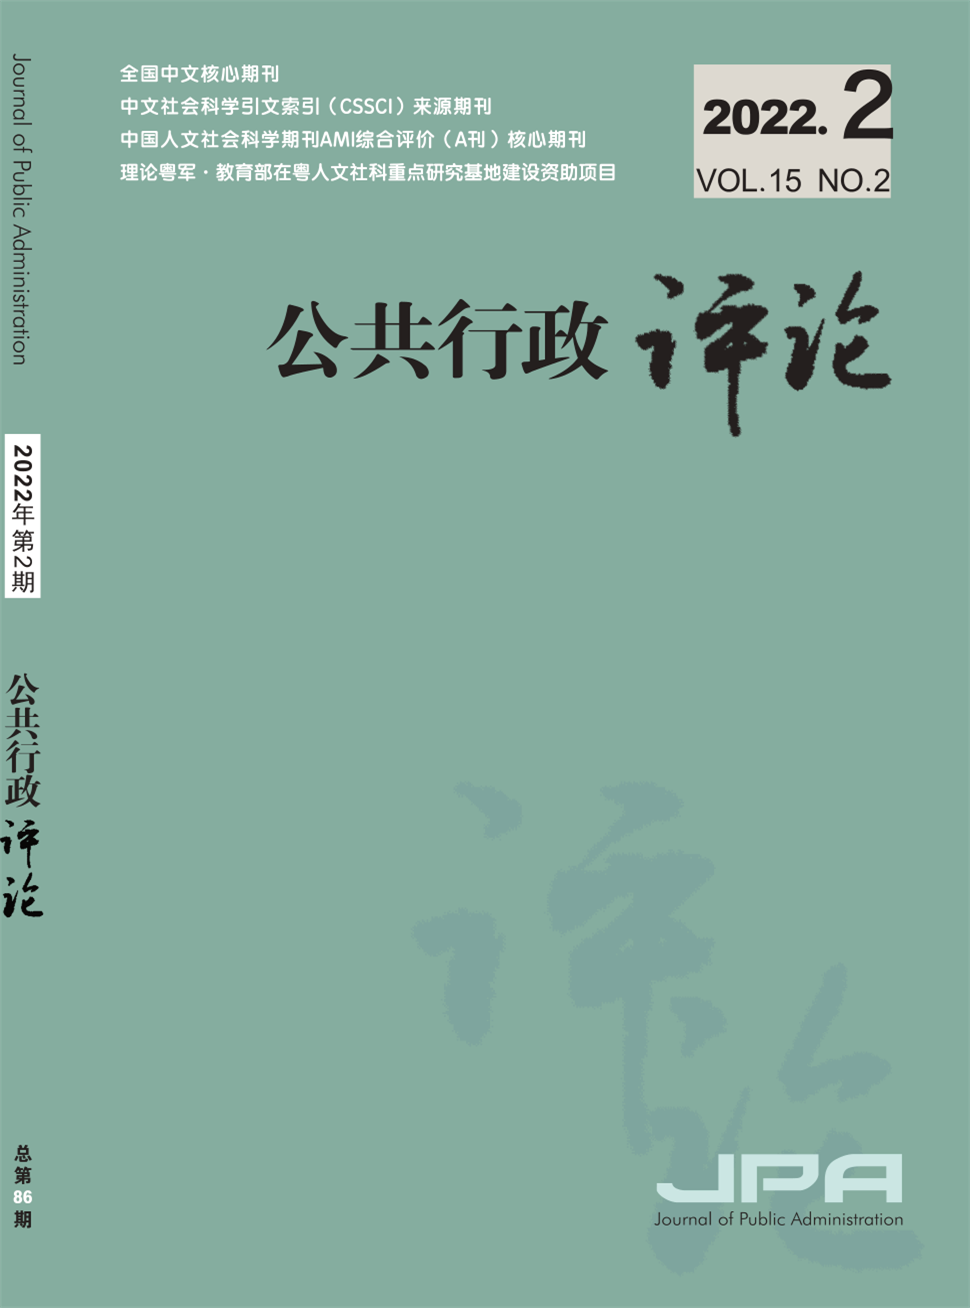 Journal of Public Administration
2022年第2期
公共行政评论
总第86期
全国中文核心期刊
中文社会科学引文索引（CSSCI）来源期刊
中国人文社会科学期刊AMI综合评价（A刊）核心期刊
理论粤军·教育部在粤人文社科重点研究基地建设资助项目
2022. 2
VOL.15 NO.2
公共行政评论
评论
JPA
Journal of Public Administration